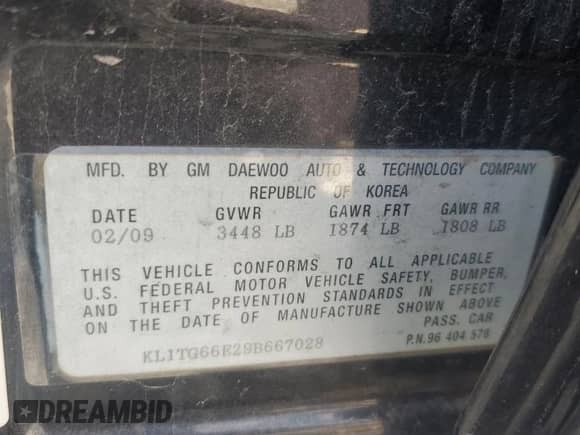 MFD. BY GM DAEWOO AUTO & TECHNOLOGY COMPANY
REPUBLIC OF KOREA
DATE GVWR GAWR FRT GAWR RR
02/09 3448 LB 1874 LB 1808 LB
THIS VEHICLE CONFORMS TO ALL APPLICABLE
U.S. FEDERAL MOTOR VEHICLE SAFETY, BUMPER,
AND THEFT PREVENTION STANDARDS IN EFFECT
ON THE DATE OF MANUFACTURE SHOWN ABOVE
PASS. CAR
KL1TG66E29B667028
P.N. 96 404 578
DREAMBID